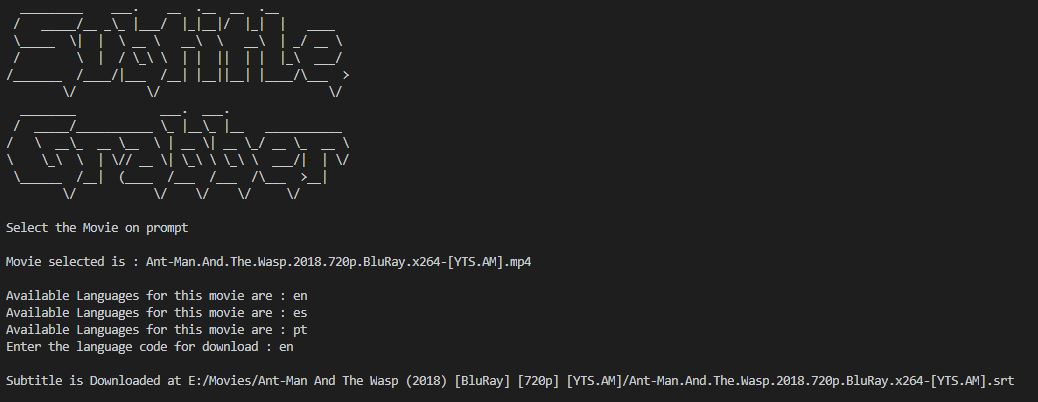 Subtitle
Grabber
Select the Movie on prompt
Movie selected is : Ant-Man.And.The.Wasp.2018.720p.BluRay.x264-[YTS.AM].mp4
Available Languages for this movie are : en
Available Languages for this movie are : es
Available Languages for this movie are : pt
Enter the language code for download : en
Subtitle is Downloaded at E:/Movies/Ant-Man And The Wasp (2018) [BluRay] [720p] [YTS.AM]/Ant-Man.And.The.Wasp.2018.720p.BluRay.x264-[YTS.AM].srt